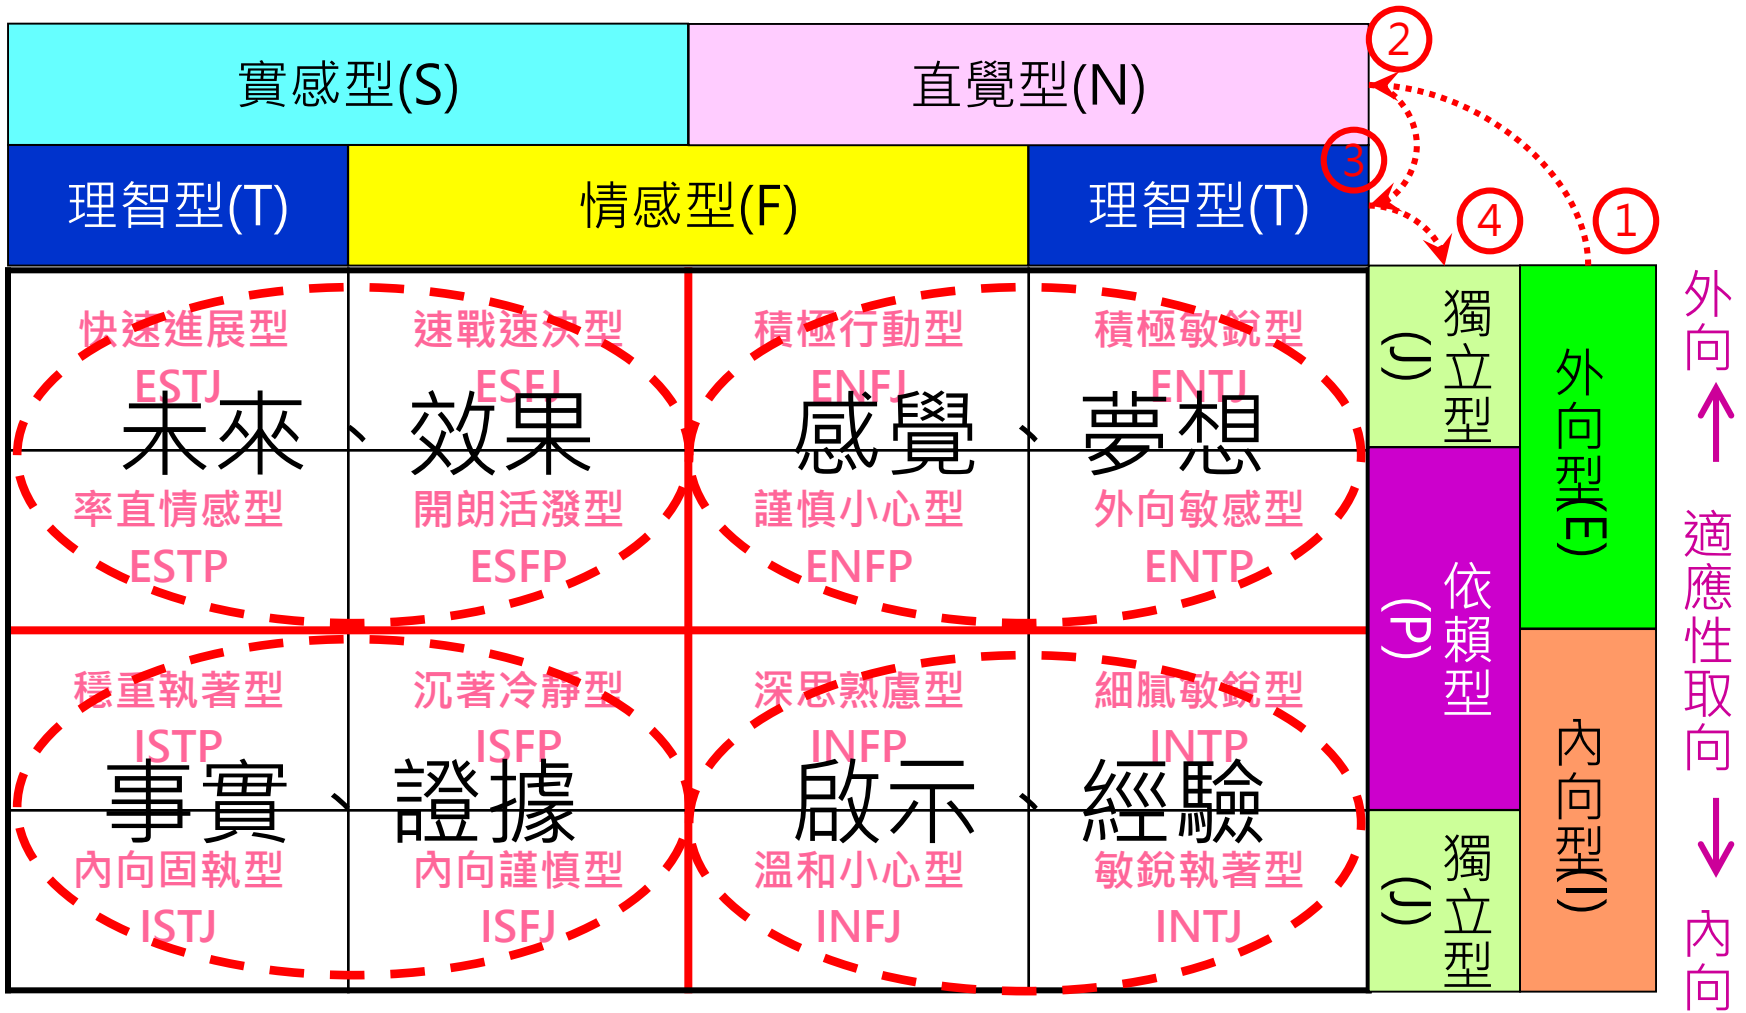 實感型(S)
直覺型(N)
②
理智型(T)
情感型(F)
理智型(T)
③
④
①
快速進展型
ESTJ
速戰速決型
ESFJ
積極行動型
ENFJ
積極敏銳型
ENTJ
未來、效果
感覺、夢想
率直情感型
ESTP
開朗活潑型
ESFP
謹慎小心型
ENFP
外向敏感型
ENTP
穩重執著型
ISTP
沉著冷靜型
ISFP
深思熟慮型
INFP
細膩敏銳型
INTP
事實、證據
啟示、經驗
內向固執型
ISTJ
內向謹慎型
ISFJ
溫和小心型
INFJ
敏銳執著型
INTJ
獨立型
(J)
依賴型
(P)
獨立型
(J)
外向型(E)
內向型(I)
外向
適應性取向
內向